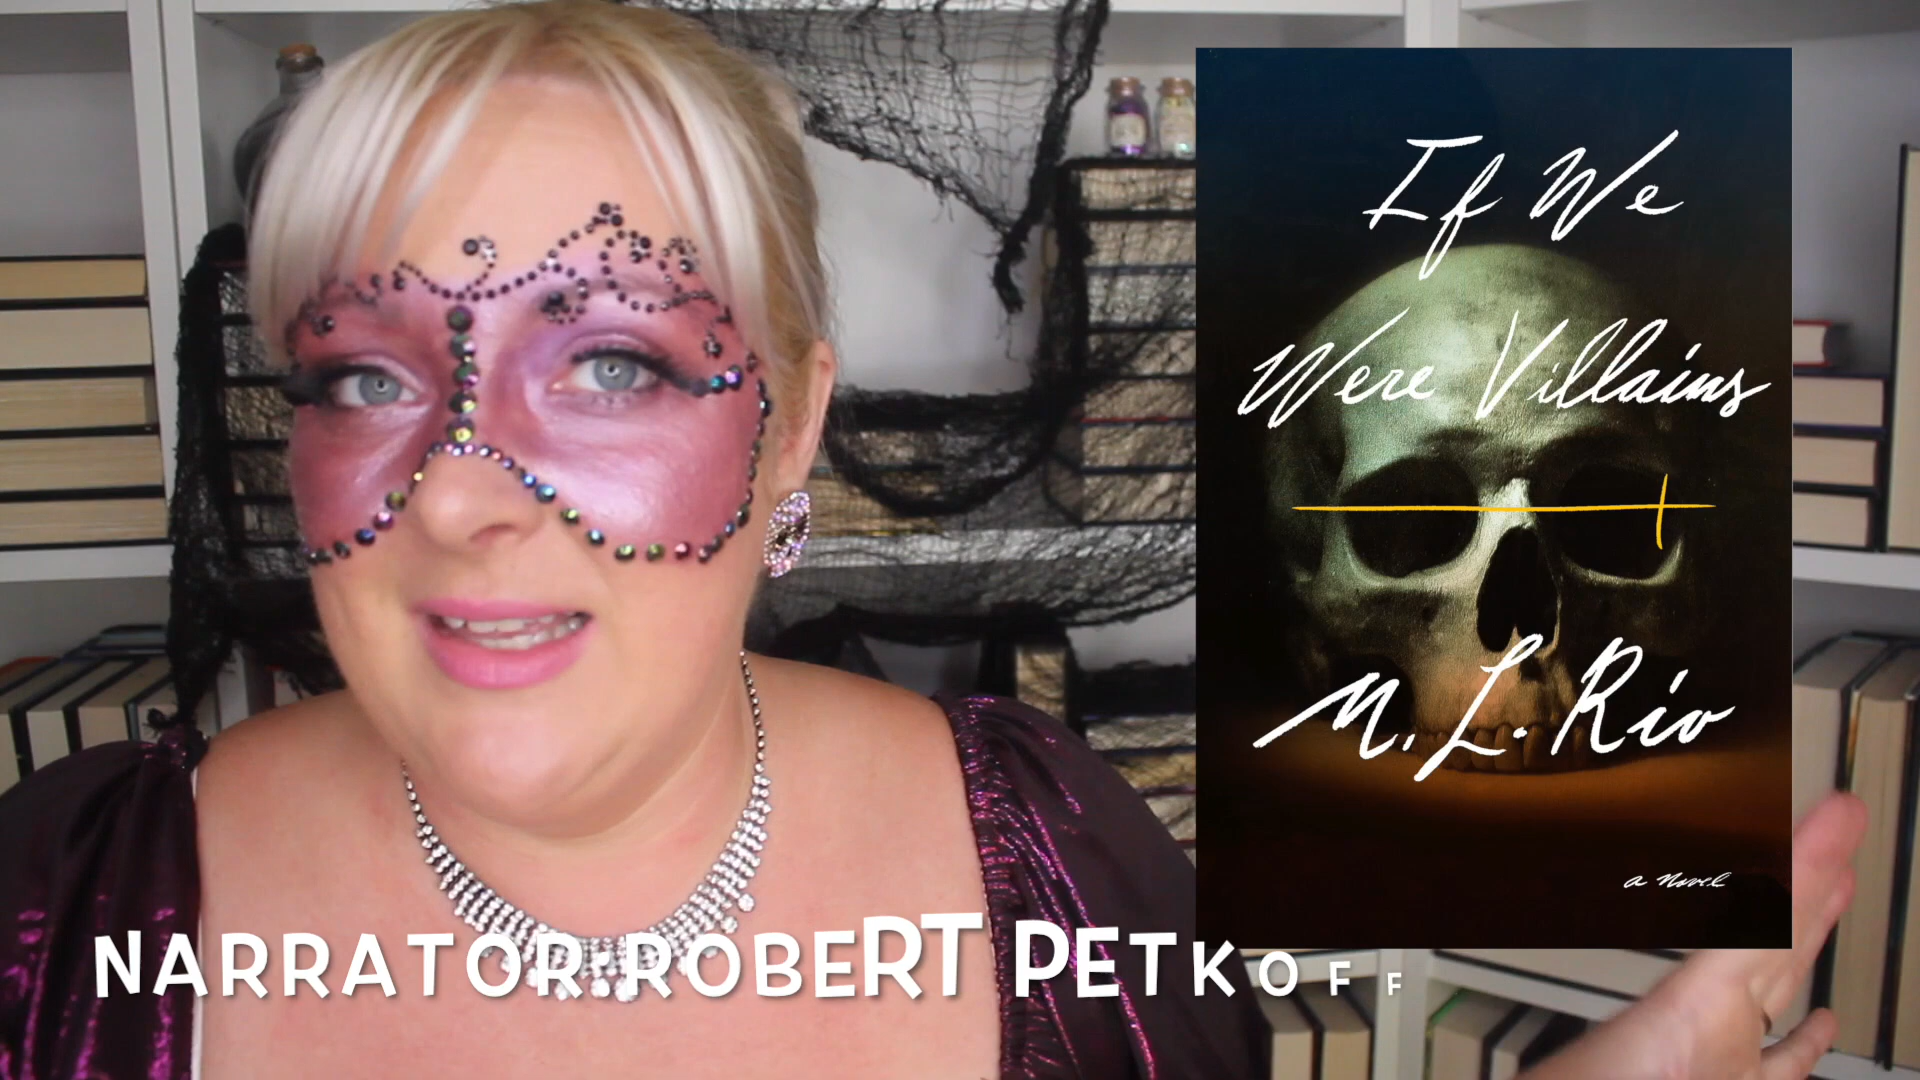 If We
Were Villains
M. L. Rio
a novel
NARRATOR ROBERT PETKOFF